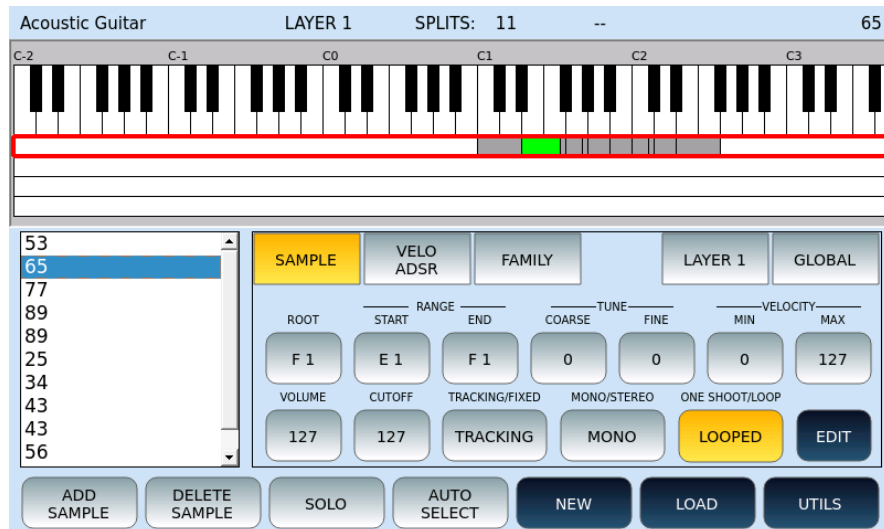 Acoustic Guitar LAYER 1 SPLITS: 11 -- 65
C-2 C-1 C0 C1 C2 C3
53
65
77
89
89
25
34
43
43
56
SAMPLE VELO ADSR FAMILY LAYER 1 GLOBAL
RANGE TUNE VELOCITY
ROOT START END COARSE FINE MIN MAX
F 1 E 1 F 1 0 0 0 127
VOLUME CUTOFF TRACKING/FIXED MONO/STEREO ONE SHOOT/LOOP
127 127 TRACKING MONO LOOPED EDIT
ADD SAMPLE DELETE SAMPLE SOLO AUTO SELECT NEW LOAD UTILS